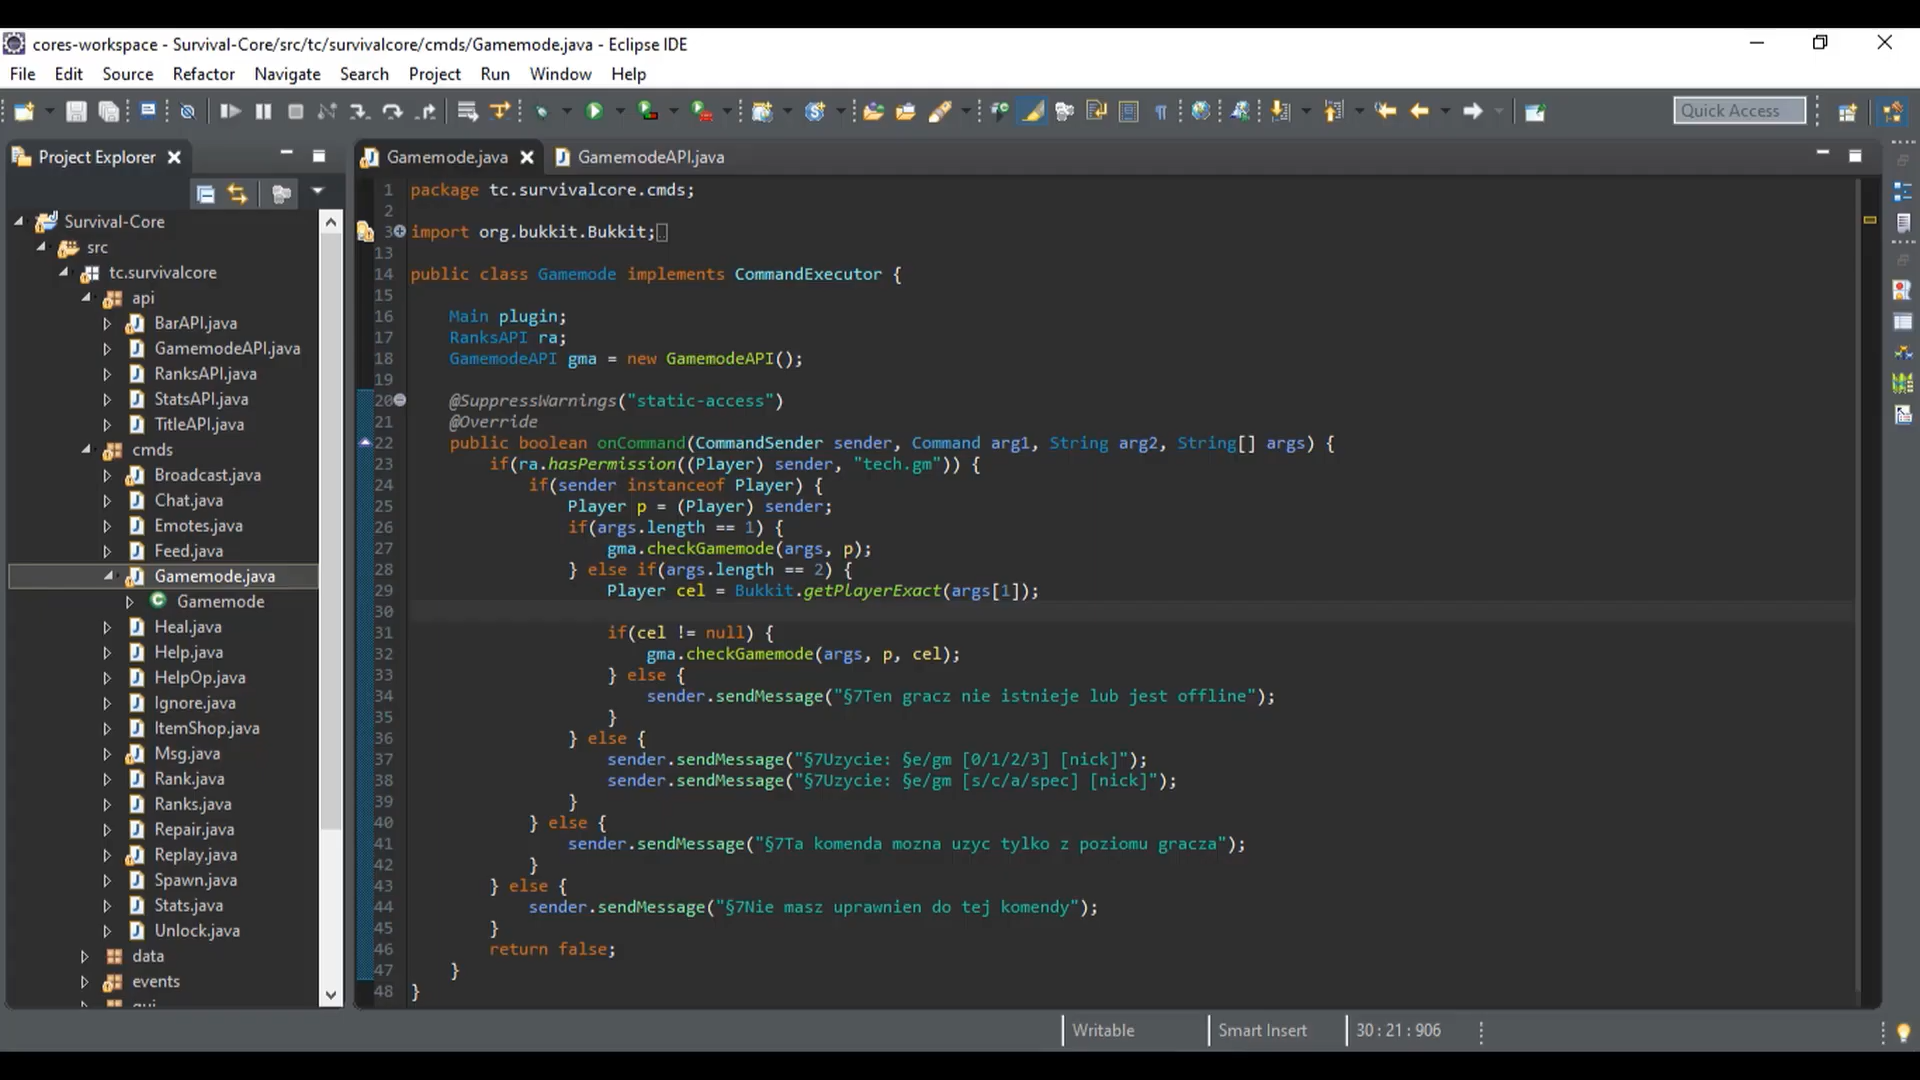 cores-workspace - Survival-Core/src/tc/survivalcore/cmds/Gamemode.java - Eclipse IDE
File Edit Source Refactor Navigate Search Project Run Window Help
Quick Access
Project Explorer
Survival-Core
src
tc.survivalcore
api
BarAPI.java
GamemodeAPI.java
RanksAPI.java
StatsAPI.java
TitleAPI.java
cmds
Broadcast.java
Chat.java
Emotes.java
Feed.java
Gamemode.java
Gamemode
Heal.java
Help.java
HelpOp.java
Ignore.java
ItemShop.java
Msg.java
Rank.java
Ranks.java
Repair.java
Replay.java
Spawn.java
Stats.java
Unlock.java
data
events
Gamemode.java GamemodeAPI.java
1 package tc.survivalcore.cmds;
2
3 import org.bukkit.Bukkit;
13
14 public class Gamemode implements CommandExecutor {
15
16 Main plugin;
17 RanksAPI ra;
18 GamemodeAPI gma = new GamemodeAPI();
19
20 @SuppressWarnings("static-access")
21 @Override
22 public boolean onCommand(CommandSender sender, Command arg1, String arg2, String[] args) {
23 if(ra.hasPermission((Player) sender, "tech.gm")) {
24 if(sender instanceof Player) {
25 Player p = (Player) sender;
26 if(args.length == 1) {
27 gma.checkGamemode(args, p);
28 } else if(args.length == 2) {
29 Player cel = Bukkit.getPlayerExact(args[1]);
30
31 if(cel != null) {
32 gma.checkGamemode(args, p, cel);
33 } else {
34 sender.sendMessage("§7Ten gracz nie istnieje lub jest offline");
35 }
36 } else {
37 sender.sendMessage("§7Uzycie: §e/gm [0/1/2/3] [nick]");
38 sender.sendMessage("§7Uzycie: §e/gm [s/c/a/spec] [nick]");
39 }
40 } else {
41 sender.sendMessage("§7Ta komenda mozna uzyc tylko z poziomu gracza");
42 }
43 } else {
44 sender.sendMessage("§7Nie masz uprawnien do tej komendy");
45 }
46 return false;
47 }
48 }
Writable Smart Insert 30 : 21 : 906